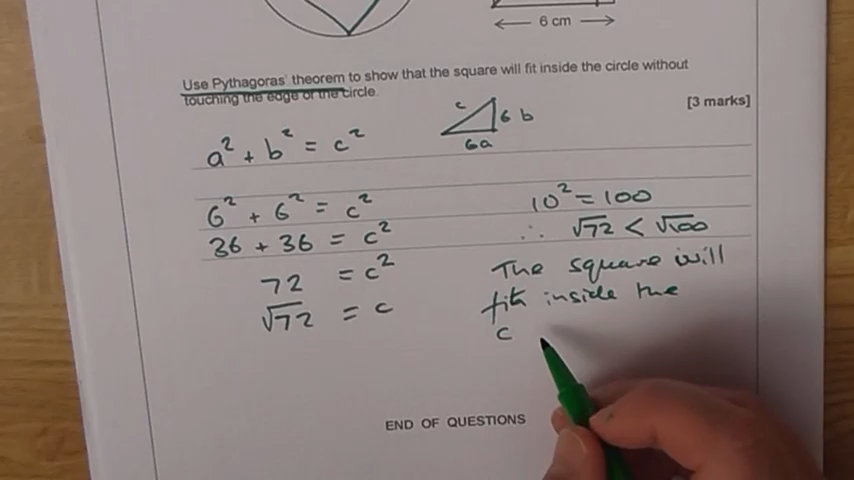 6 cm
Use Pythagoras' theorem to show that the square will fit inside the circle without
touching the edge of the circle.
[3 marks]
c 6 b
6a
a² + b² = c²
6² + 6² = c²
36 + 36 = c²
72 = c²
√72 = c
10² = 100
∴ √72 < √100
The square will
fit inside the
c
END OF QUESTIONS